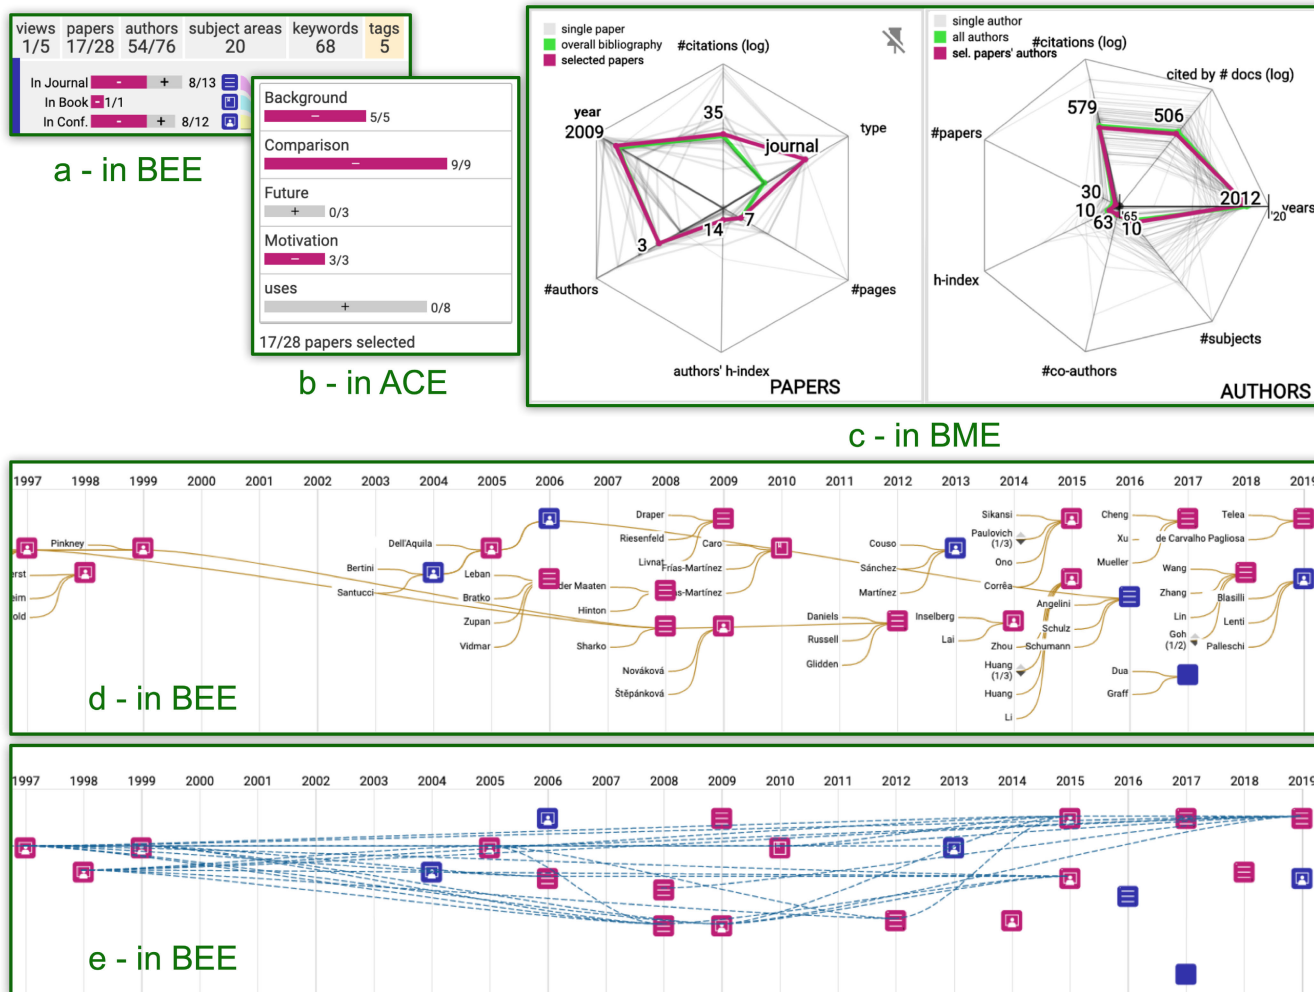 views papers authors subject areas keywords tags
1/5 17/28 54/76 20 68 5
In Journal - + 8/13
In Book - 1/1
In Conf. - + 8/12
a - in BEE
Background
− 5/5
Comparison
− 9/9
Future
+ 0/3
Motivation
− 3/3
uses
+ 0/8
17/28 papers selected
b - in ACE
single paper
overall bibliography
selected papers
#citations (log)
year
2009
35
type
journal
3
14
7
#authors
#pages
authors' h-index
PAPERS
single author
all authors
sel. papers' authors
#citations (log)
cited by # docs (log)
579
506
#papers
30
10
63
'65
10
2012
years
'20
h-index
#subjects
#co-authors
AUTHORS
c - in BME
1997 1998 1999 2000 2001 2002 2003 2004 2005 2006 2007 2008 2009 2010 2011 2012 2013 2014 2015 2016 2017 2018 2019
Pinkney
erst
eim
old
Dell'Aquila
Bertini
Santucci
Leban
Bratko
Zupan
Vidmar
der Maaten
Hinton
Sharko
Draper
Riesenfeld
Livnat
Nováková
Štěpánková
Caro
Frías-Martínez
as-Martínez
Daniels
Russell
Glidden
Couso
Sánchez
Martínez
Inselberg
Lai
Sikansi
Paulovich
(1/3)
Ono
Corrêa
Zhou
Huang
(1/3)
Huang
Li
Angelini
Schulz
Schumann
Cheng
Xu
Mueller
Dua
Graff
de Carvalho Pagliosa
Wang
Zhang
Lin
Goh
(1/2)
Telea
Blasilli
Lenti
Palleschi
d - in BEE
1997 1998 1999 2000 2001 2002 2003 2004 2005 2006 2007 2008 2009 2010 2011 2012 2013 2014 2015 2016 2017 2018 2019
e - in BEE